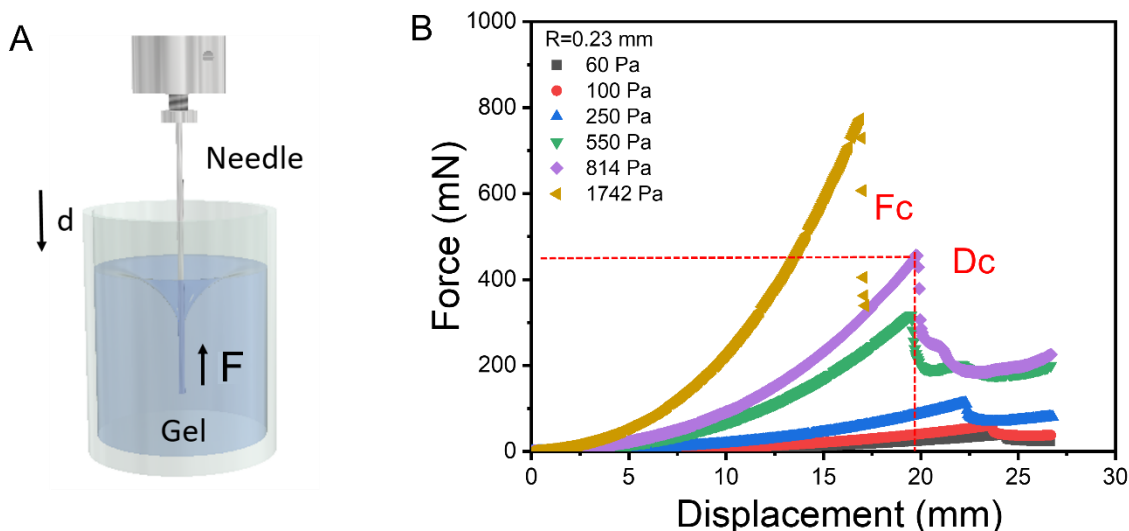 A
Needle
d
F
Gel
B
R=0.23 mm
60 Pa
100 Pa
250 Pa
550 Pa
814 Pa
1742 Pa
Fc
Dc
Force (mN)
1000
800
600
400
200
0
0 5 10 15 20 25 30
Displacement (mm)